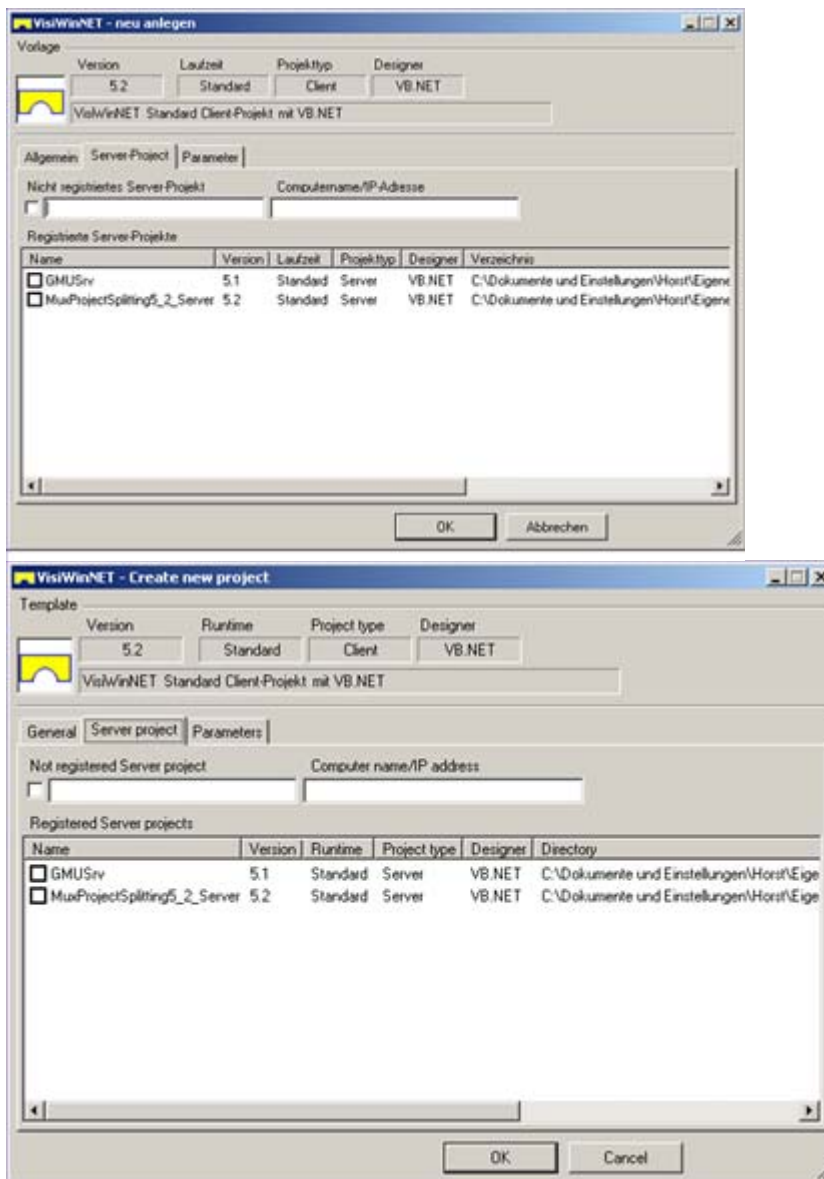 VisiWinNET - neu anlegen
Vorlage
Version Laufzeit Projekttyp Designer
5.2 Standard Client VB.NET
VisiWinNET Standard Client-Projekt mit VB.NET
Allgemein Server-Project Parameter
Nicht registriertes Server-Projekt Computername/IP-Adresse
Registrierte Server-Projekte
Name Version Laufzeit Projekttyp Designer Verzeichnis
GMUSrv 5.1 Standard Server VB.NET C:\Dokumente und Einstellungen\Horst\Eigene
MuxProjectSplitting5_2_Server 5.2 Standard Server VB.NET C:\Dokumente und Einstellungen\Horst\Eigene
OK Abbrechen
VisiWinNET - Create new project
Template
Version Runtime Project type Designer
5.2 Standard Client VB.NET
VisiWinNET Standard Client-Projekt mit VB.NET
General Server project Parameters
Not registered Server project Computer name/IP address
Registered Server projects
Name Version Runtime Project type Designer Directory
GMUSrv 5.1 Standard Server VB.NET C:\Dokumente und Einstellungen\Horst\Eige
MuxProjectSplitting5_2_Server 5.2 Standard Server VB.NET C:\Dokumente und Einstellungen\Horst\Eige
OK Cancel